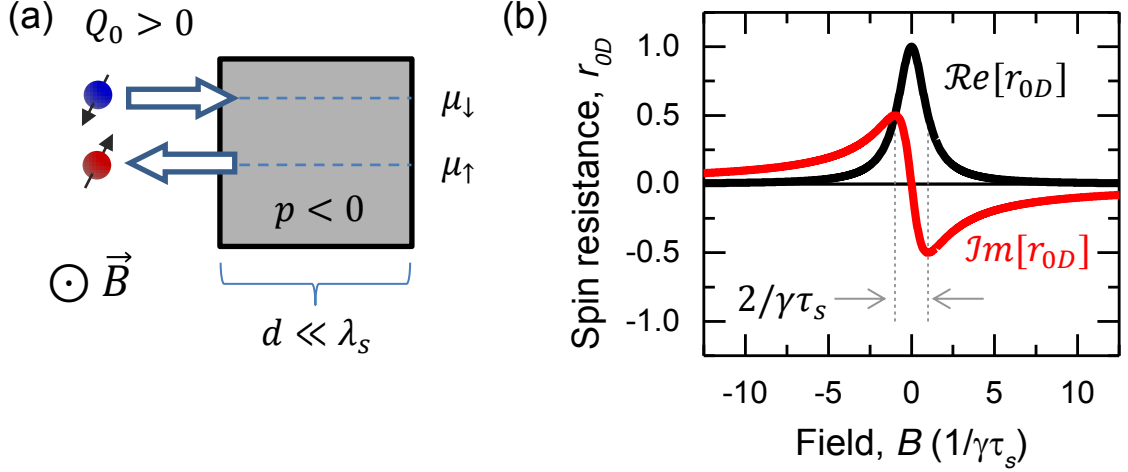 (a)
Q₀ > 0
μ↓
μ↑
p < 0
⊙ B⃗
d ≪ λₛ
(b)
Spin resistance, r₀D
1.0
0.5
0.0
-0.5
-1.0
ℛe[r₀D]
ℐm[r₀D]
2/γτₛ
-10 -5 0 5 10
Field, B (1/γτₛ)